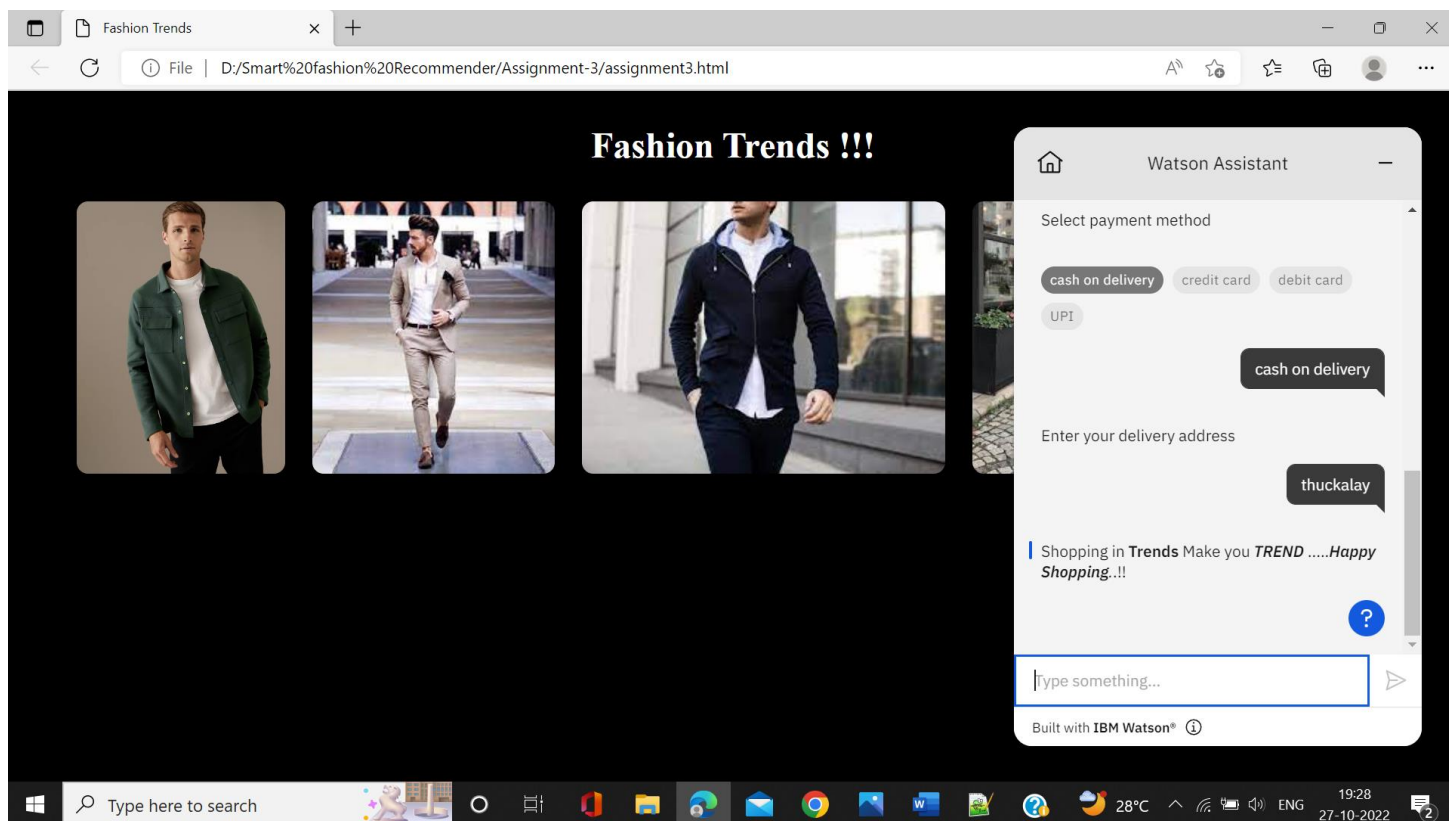 Fashion Trends
File | D:/Smart%20fashion%20Recommender/Assignment-3/assignment3.html
Fashion Trends !!!
Watson Assistant
Select payment method
cash on delivery credit card debit card
UPI
cash on delivery
Enter your delivery address
thuckalay
Shopping in Trends Make you TREND .....Happy
Shopping..!!
?
Type something...
Built with IBM Watson®
Type here to search
28°C ENG 19:28
27-10-2022 2